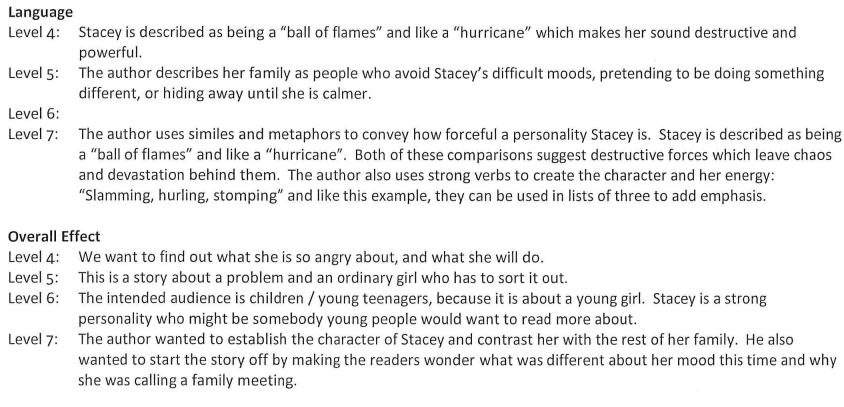 Language
Level 4: Stacey is described as being a “ball of flames” and like a “hurricane” which makes her sound destructive and
powerful.
Level 5: The author describes her family as people who avoid Stacey’s difficult moods, pretending to be doing something
different, or hiding away until she is calmer.
Level 6:
Level 7: The author uses similes and metaphors to convey how forceful a personality Stacey is. Stacey is described as being
a “ball of flames” and like a “hurricane”. Both of these comparisons suggest destructive forces which leave chaos
and devastation behind them. The author also uses strong verbs to create the character and her energy:
“Slamming, hurling, stomping” and like this example, they can be used in lists of three to add emphasis.
Overall Effect
Level 4: We want to find out what she is so angry about, and what she will do.
Level 5: This is a story about a problem and an ordinary girl who has to sort it out.
Level 6: The intended audience is children / young teenagers, because it is about a young girl. Stacey is a strong
personality who might be somebody young people would want to read more about.
Level 7: The author wanted to establish the character of Stacey and contrast her with the rest of her family. He also
wanted to start the story off by making the readers wonder what was different about her mood this time and why
she was calling a family meeting.